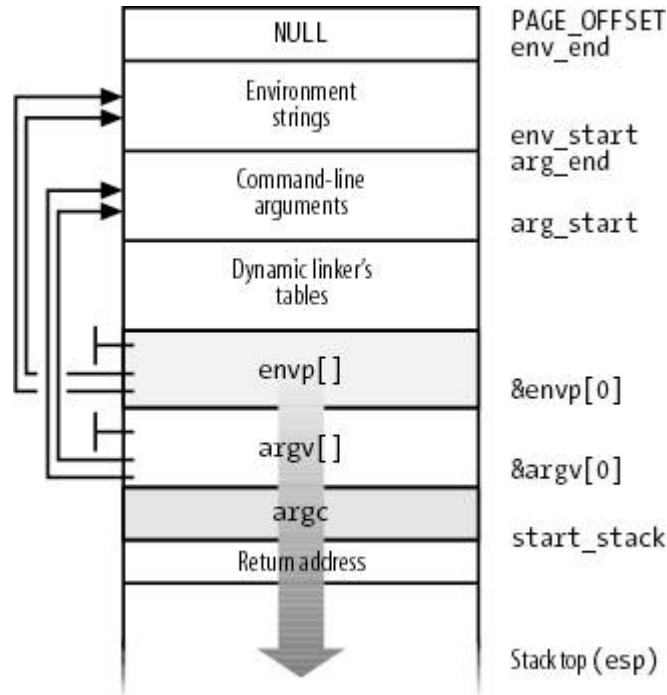 NULL
PAGE_OFFSET
env_end
Environment
strings
env_start
arg_end
Command-line
arguments
arg_start
Dynamic linker's
tables
envp[]
&envp[0]
argv[]
&argv[0]
argc
start_stack
Return address
Stack top (esp)